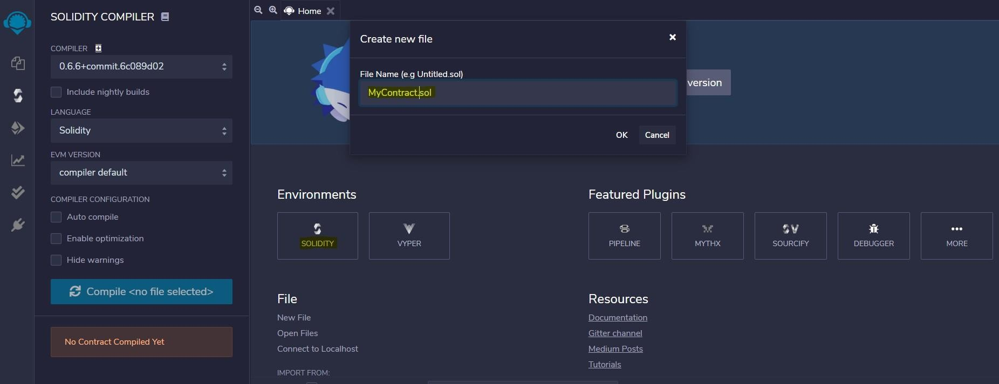 SOLIDITY COMPILER
COMPILER
0.6.6+commit.6c089d02
Include nightly builds
LANGUAGE
Solidity
EVM VERSION
compiler default
COMPILER CONFIGURATION
Auto compile
Enable optimization
Hide warnings
Compile <no file selected>
No Contract Compiled Yet
Home
Create new file
File Name (e.g Untitled.sol)
MyContract.sol
OK Cancel
version
Environments
SOLIDITY
VYPER
Featured Plugins
PIPELINE
MYTHX
SOURCIFY
DEBUGGER
MORE
File
New File
Open Files
Connect to Localhost
IMPORT FROM:
Resources
Documentation
Gitter channel
Medium Posts
Tutorials